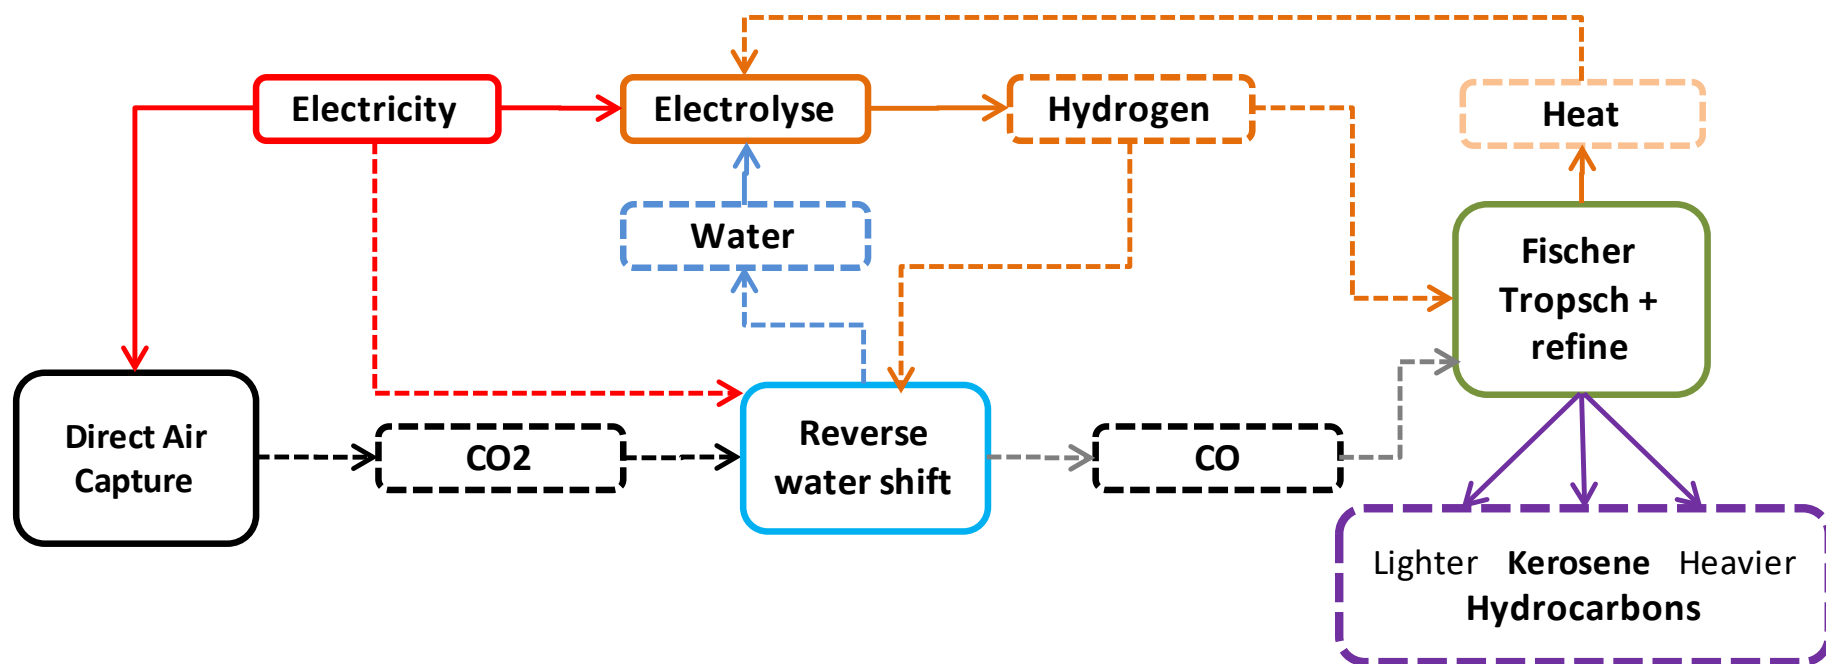 Electricity
Electrolyse
Hydrogen
Heat
Water
Fischer
Tropsch +
refine
Direct Air
Capture
CO2
Reverse
water shift
CO
Lighter Kerosene Heavier
Hydrocarbons